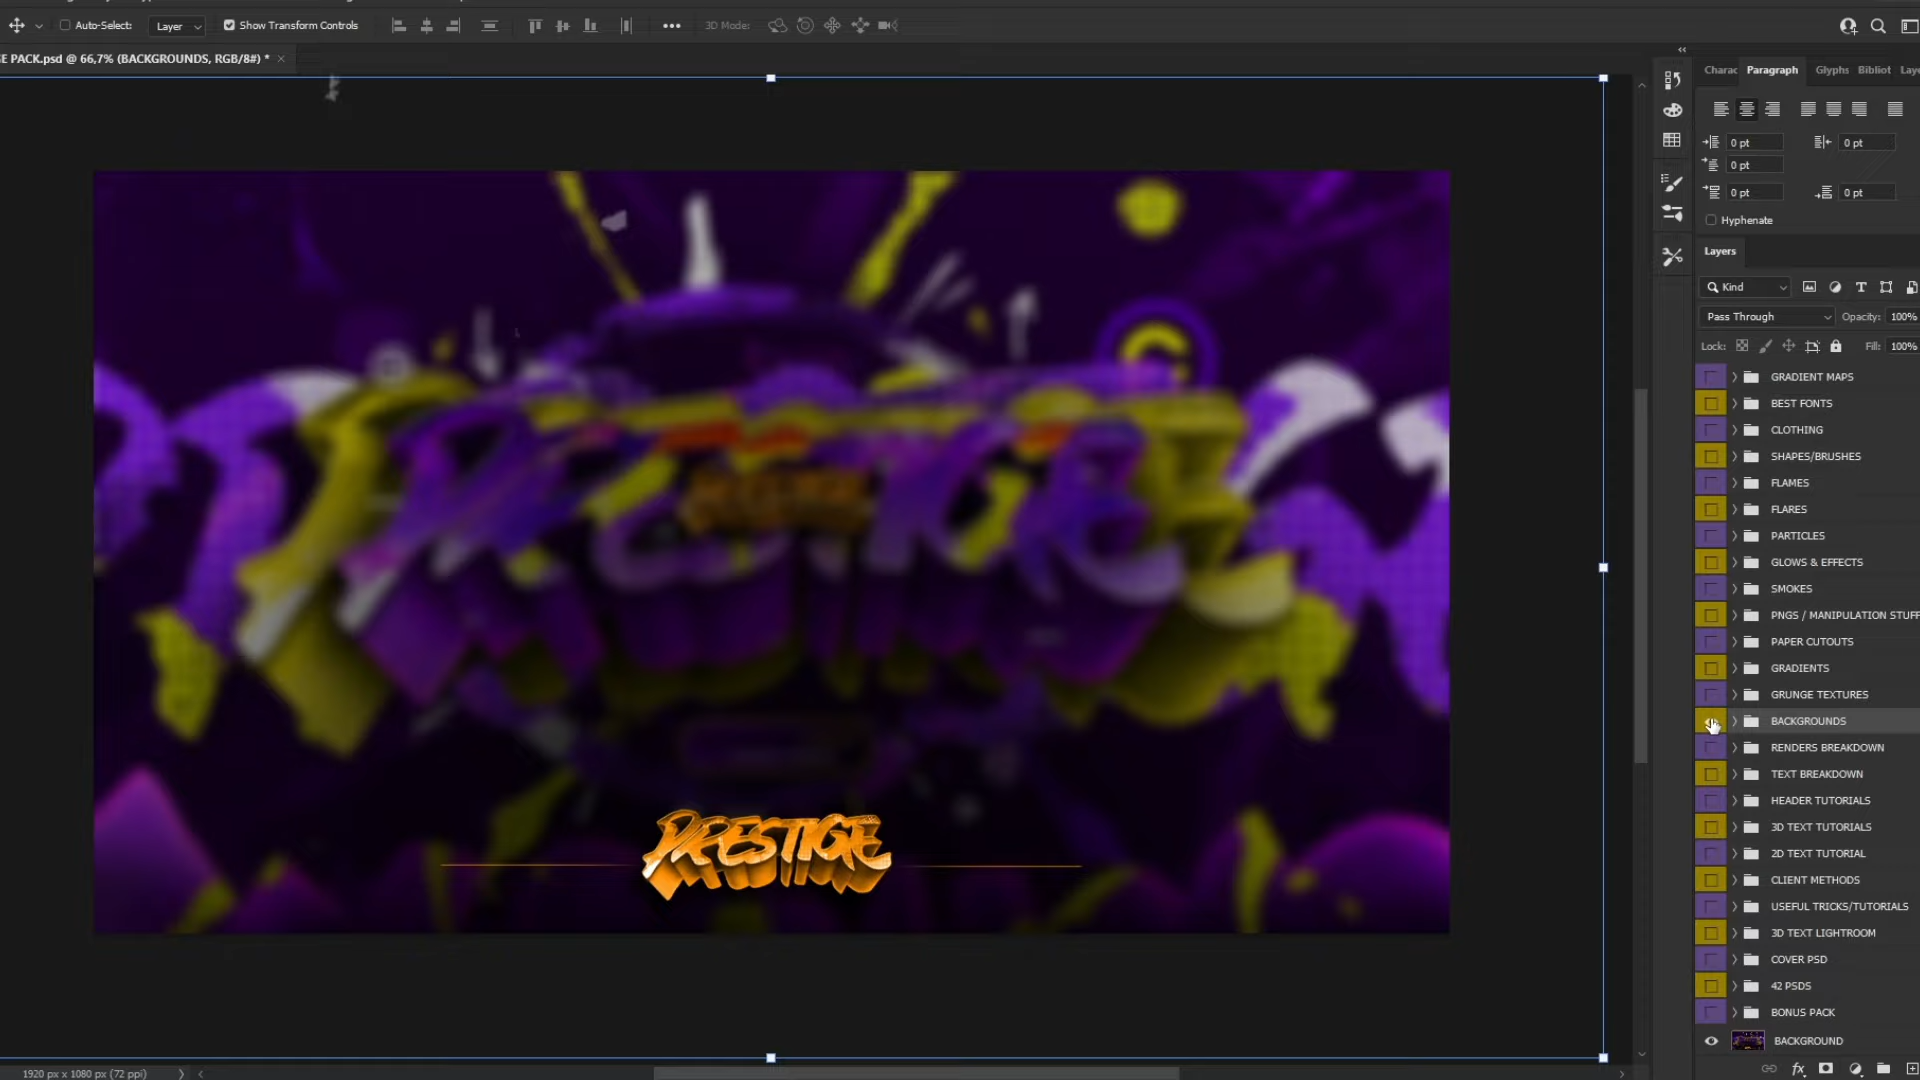 Auto-Select:
Layer
Show Transform Controls
3D Mode:
E PACK.psd @ 66,7% (BACKGROUNDS, RGB/8#) *
Charac
Paragraph
Glyphs
Bibliot
Laye
0 pt
0 pt
0 pt
0 pt
0 pt
Hyphenate
Layers
Kind
Pass Through
Opacity: 100%
Lock:
Fill: 100%
GRADIENT MAPS
BEST FONTS
CLOTHING
SHAPES/BRUSHES
FLAMES
FLARES
PARTICLES
GLOWS & EFFECTS
SMOKES
PNGS / MANIPULATION STUFF
PAPER CUTOUTS
GRADIENTS
GRUNGE TEXTURES
BACKGROUNDS
RENDERS BREAKDOWN
TEXT BREAKDOWN
HEADER TUTORIALS
3D TEXT TUTORIALS
2D TEXT TUTORIAL
CLIENT METHODS
USEFUL TRICKS/TUTORIALS
3D TEXT LIGHTROOM
COVER PSD
42 PSDS
BONUS PACK
BACKGROUND
PRESTIGE
1920 px x 1080 px (72 ppi)